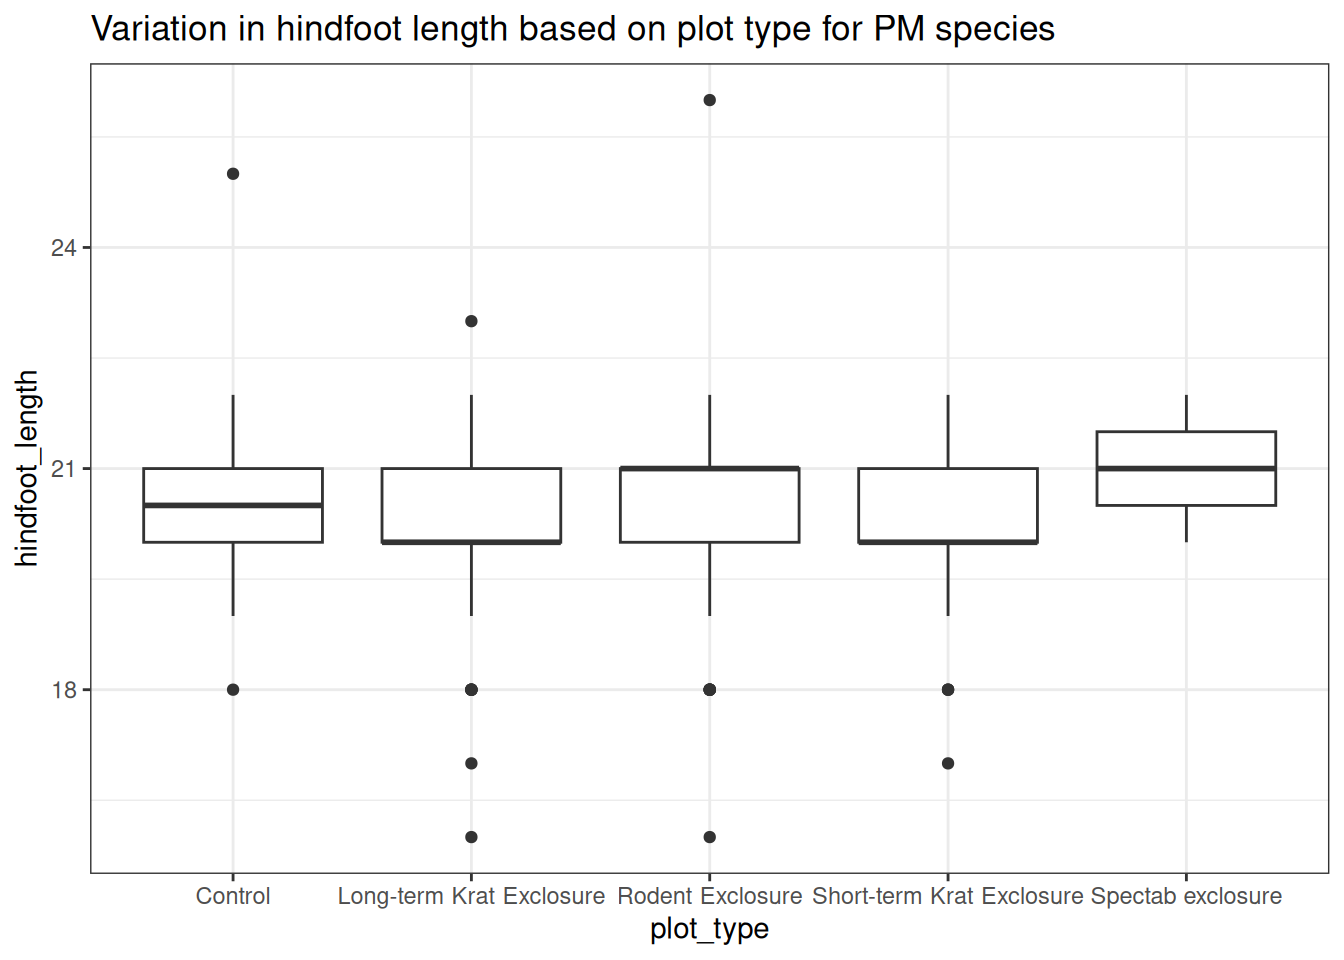 Variation in hindfoot length based on plot type for PM species
hindfoot_length
24
21
18
Control
Long-term Krat Exclosure
Rodent Exclosure
Short-term Krat Exclosure
Spectab exclosure
plot_type